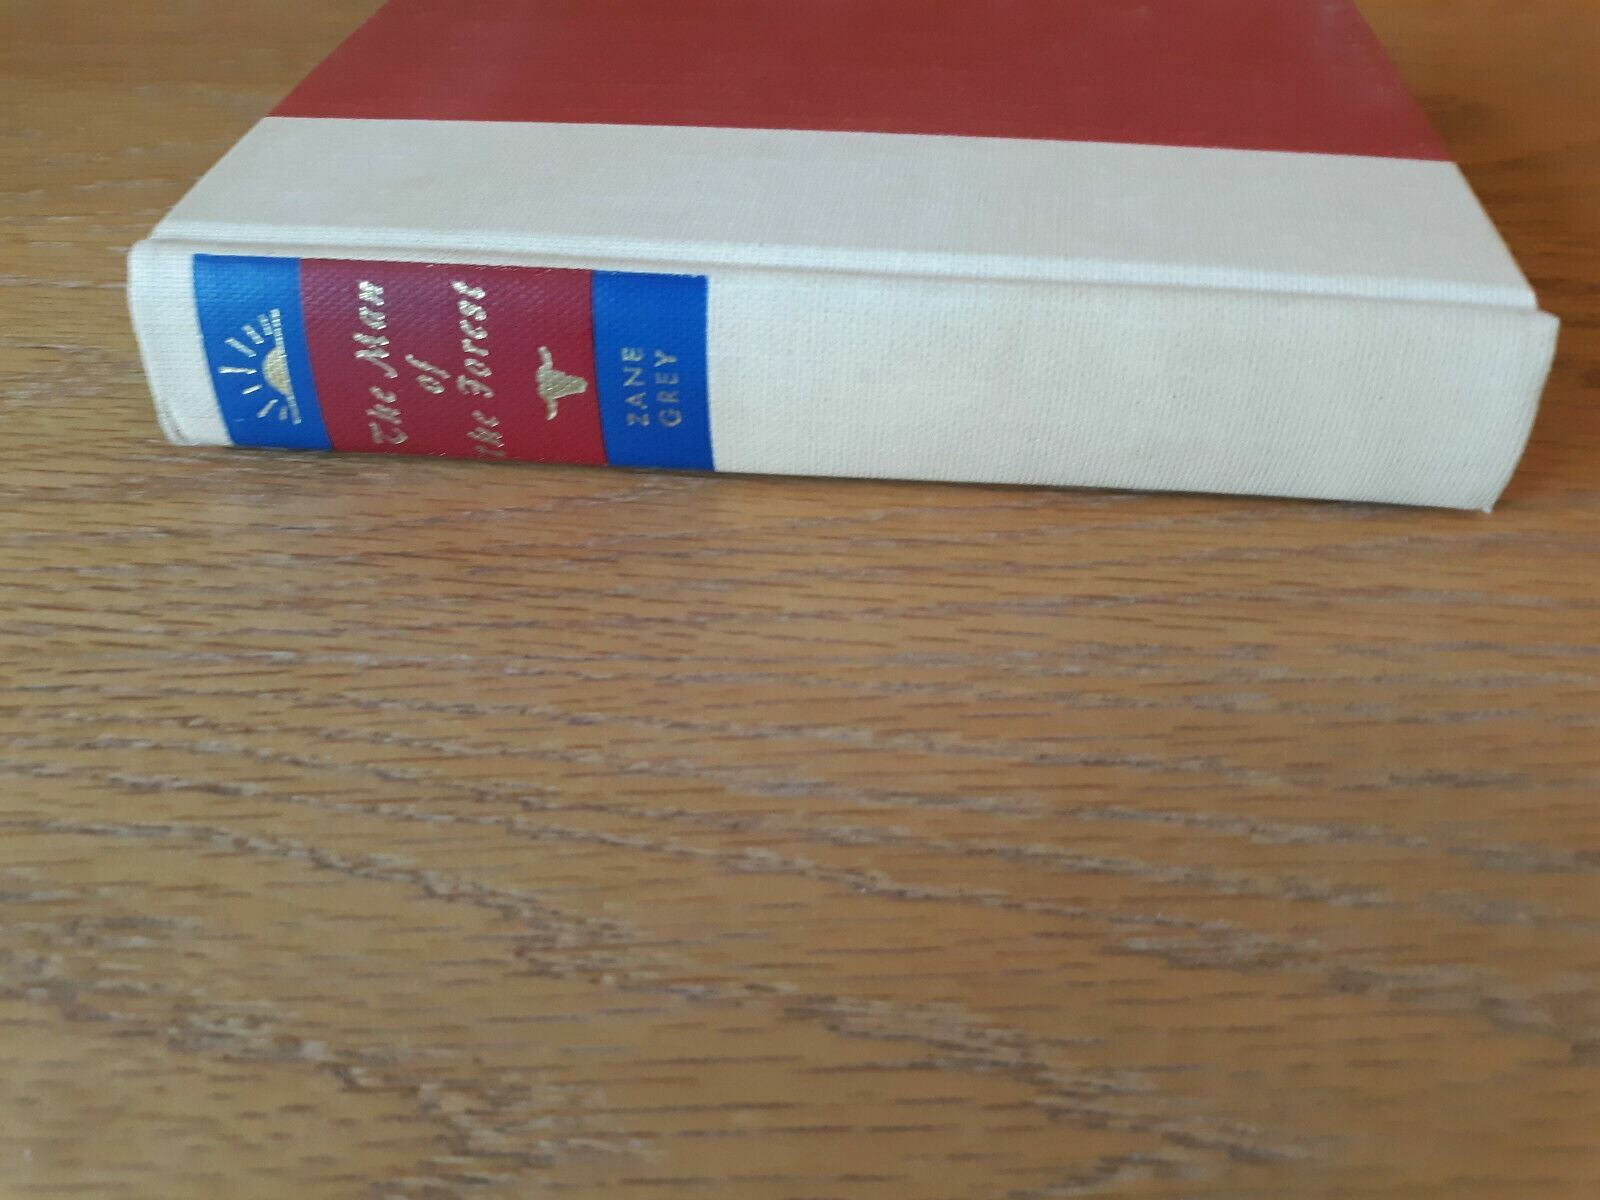 The Man
of
the Forest
ZANE
GREY